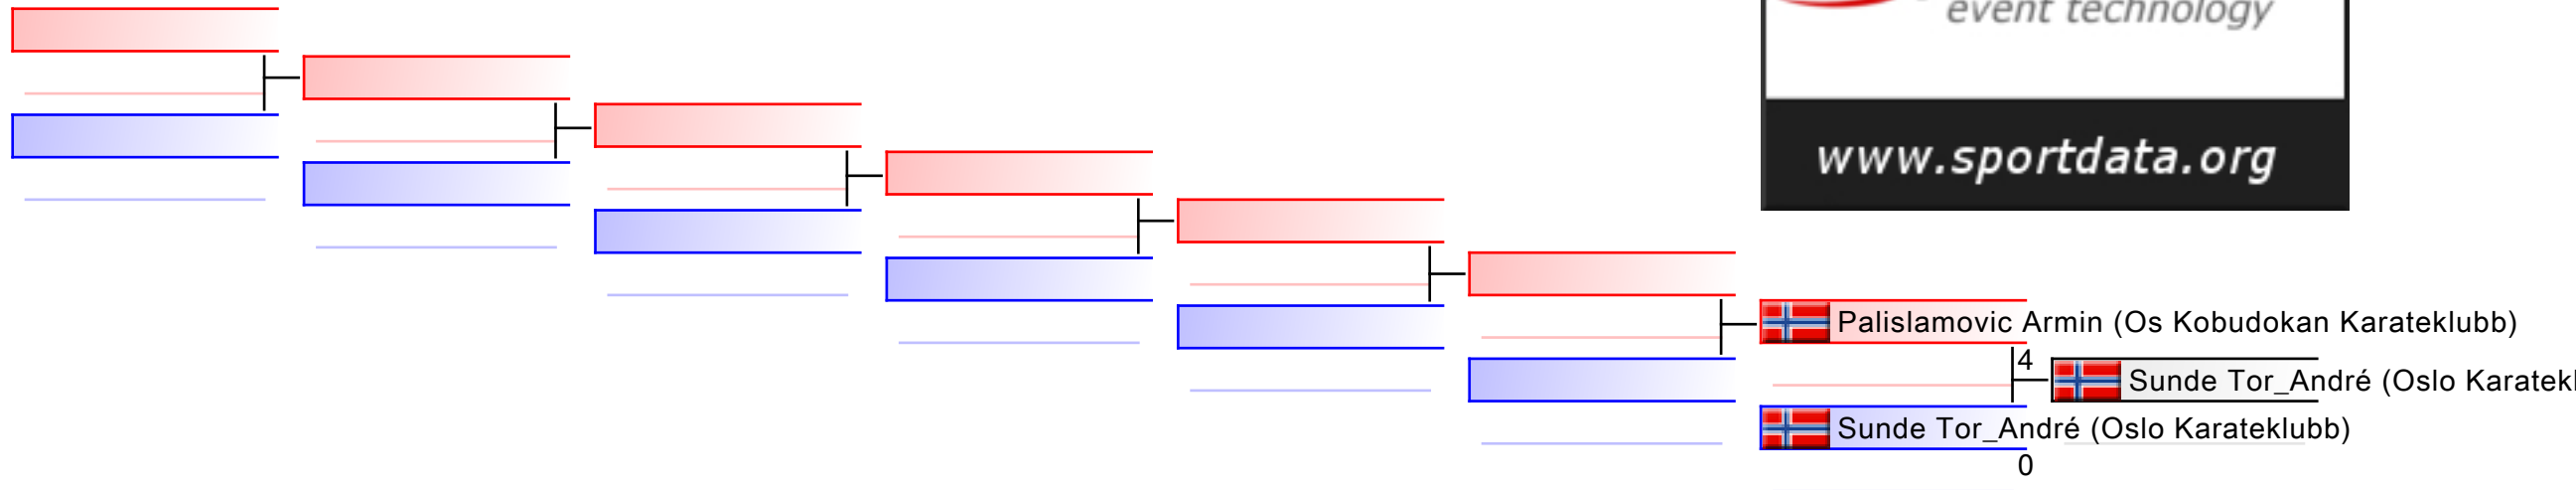 event technology
www.sportdata.org
Palislamovic Armin (Os Kobudokan Karateklubb)
4
Sunde Tor_André (Oslo Karatekl
Sunde Tor_André (Oslo Karateklubb)
0